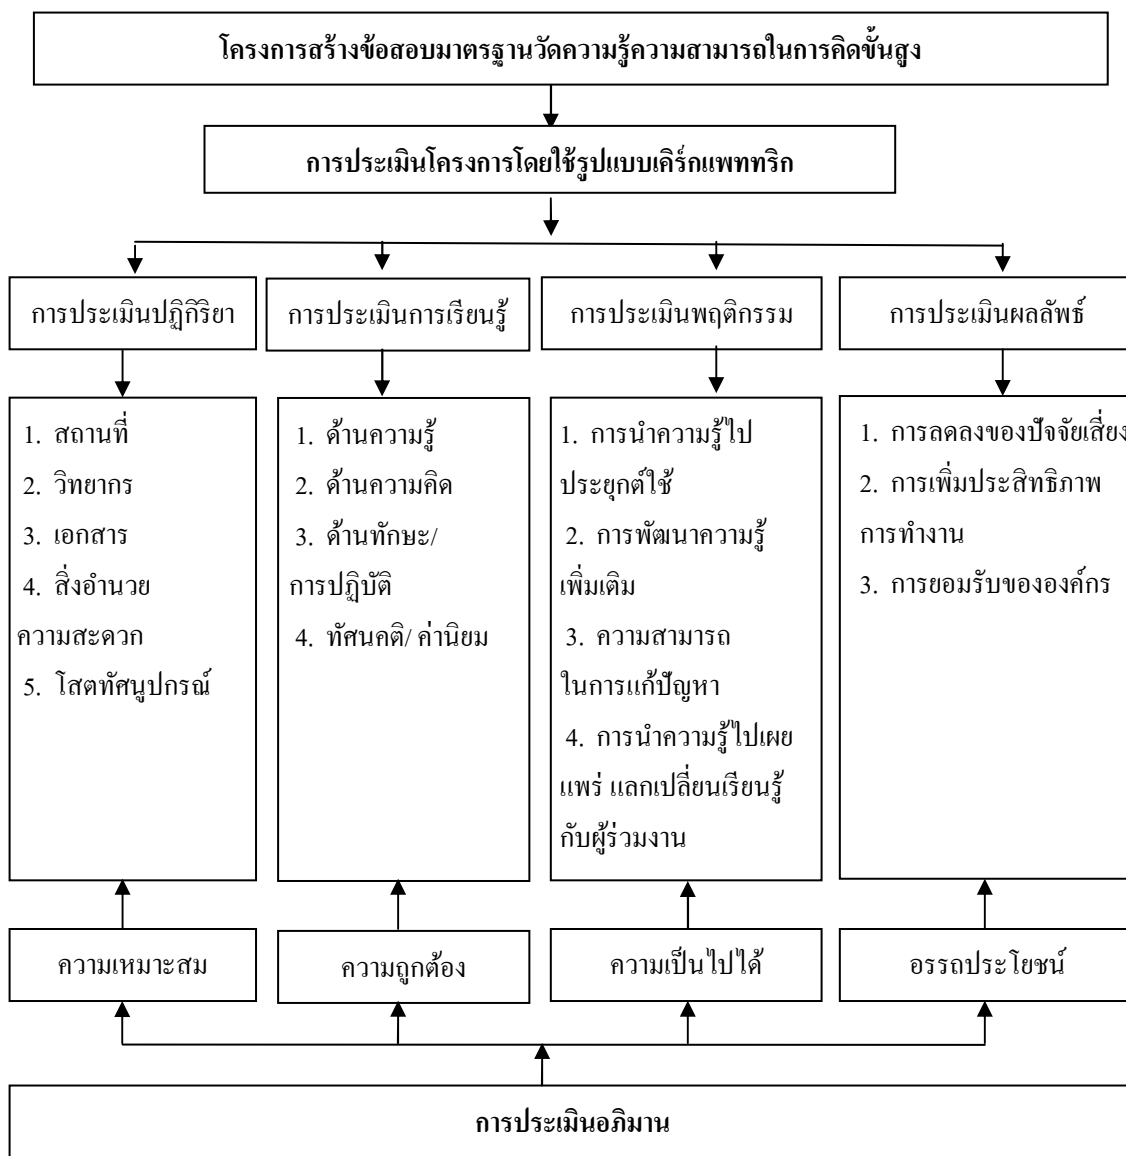 โครงการสร้างข้อสอบมาตรฐานวัดความรู้ความสามารถในการคิดขั้นสูง
การประเมินโครงการโดยใช้รูปแบบเคิร์กแพททริก
การประเมินปฏิกิริยา
การประเมินการเรียนรู้
การประเมินพฤติกรรม
การประเมินผลลัพธ์
1. สถานที่
2. วิทยากร
3. เอกสาร
4. สิ่งอำนวย
ความสะดวก
5. โสตทัศนูปกรณ์
1. ด้านความรู้
2. ด้านความคิด
3. ด้านทักษะ/
การปฏิบัติ
4. ทัศนคติ/ ค่านิยม
1. การนำความรู้ไป
ประยุกต์ใช้
2. การพัฒนาความรู้
เพิ่มเติม
3. ความสามารถ
ในการแก้ปัญหา
4. การนำความรู้ไปเผย
แพร่ แลกเปลี่ยนเรียนรู้
กับผู้ร่วมงาน
1. การลดลงของปัจจัยเสี่ยง
2. การเพิ่มประสิทธิภาพ
การทำงาน
3. การยอมรับขององค์กร
ความเหมาะสม
ความถูกต้อง
ความเป็นไปได้
อรรถประโยชน์
การประเมินอภิมาน